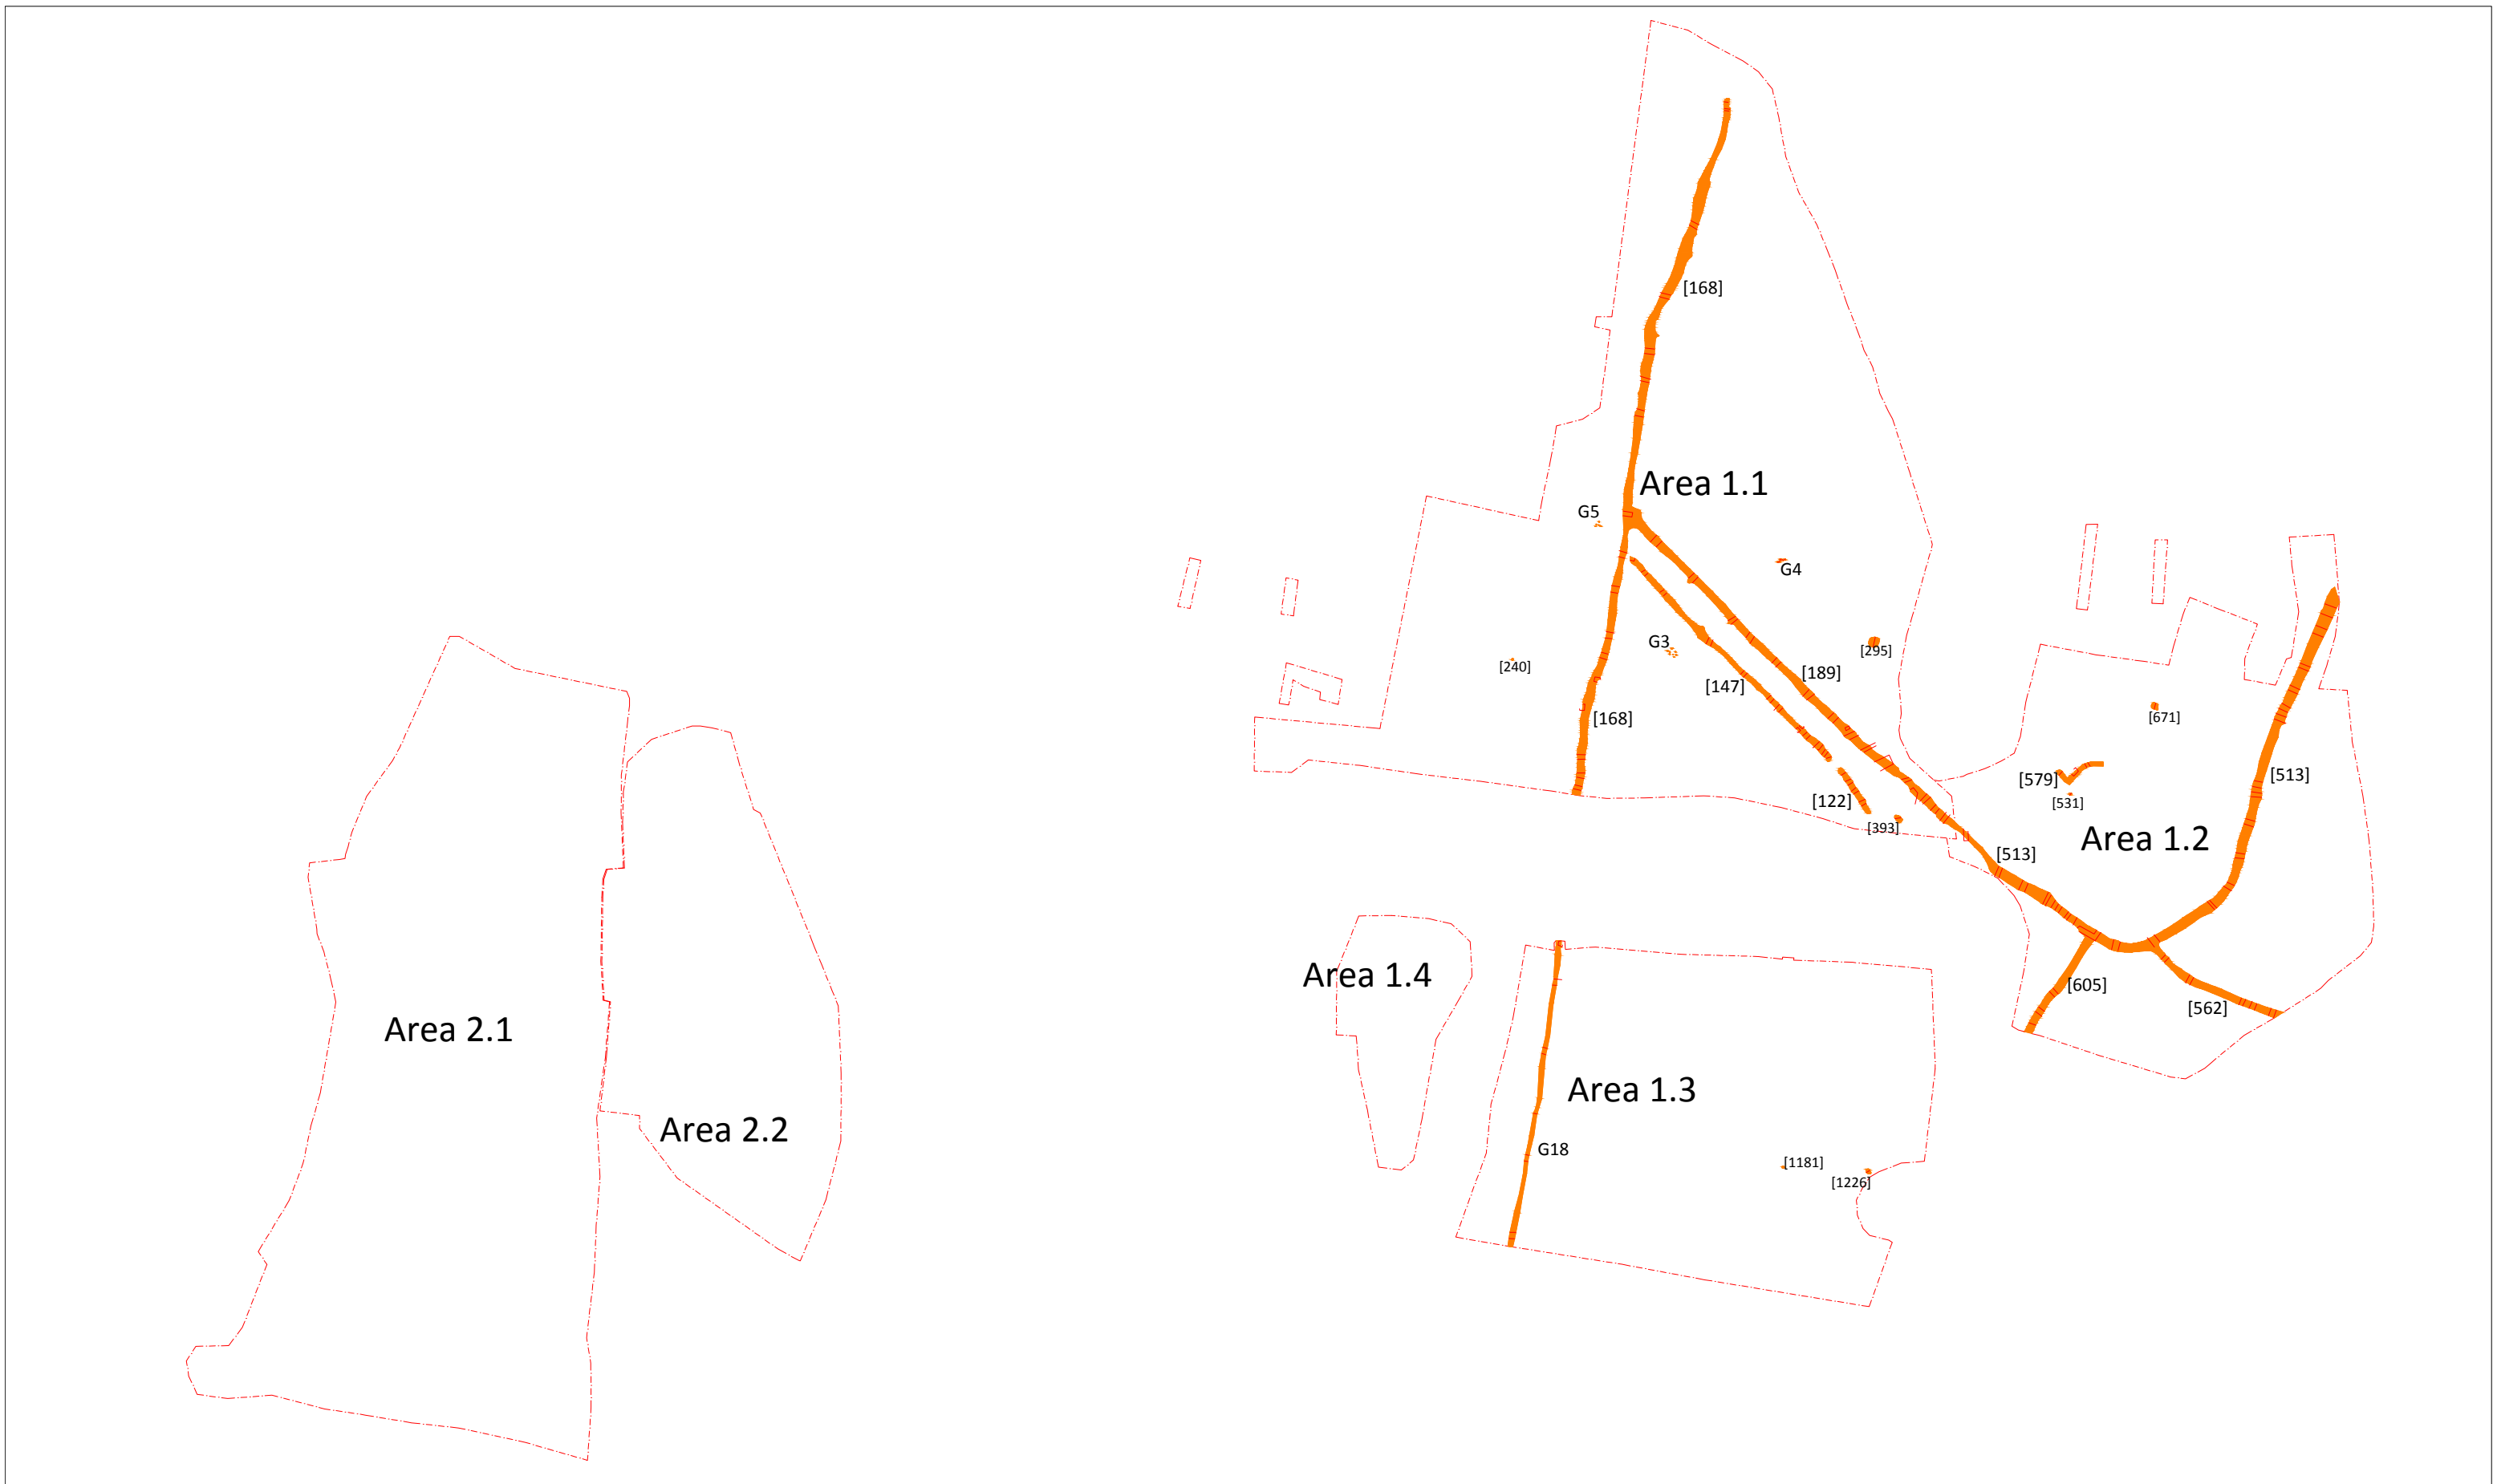 [168]
Area 1.1
G5
G4
G3
[295]
[240]
[189]
[147]
[168]
[671]
[579]
[513]
[122]
[531]
[393]
Area 1.2
[513]
Area 1.4
[605]
[562]
Area 2.1
Area 1.3
Area 2.2
G18
[1181]
[1226]